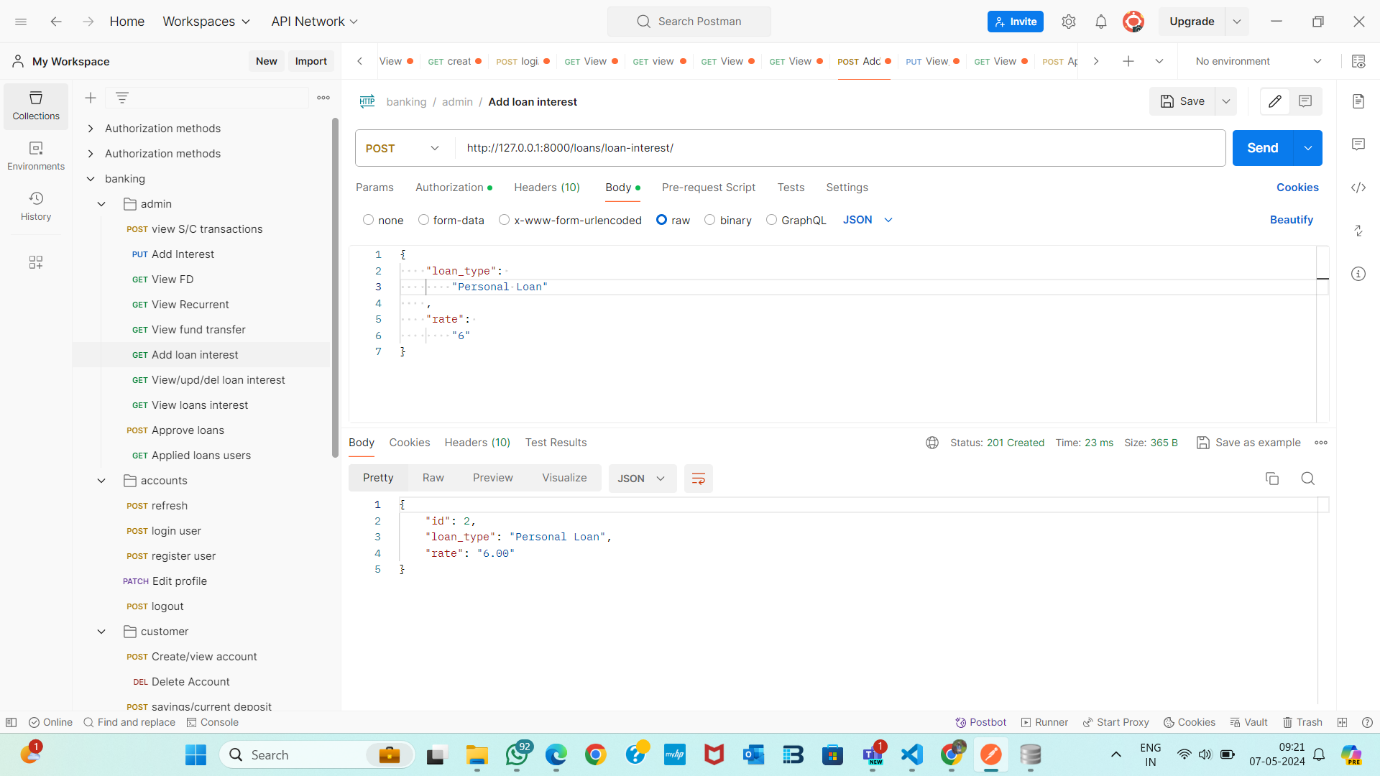 Home Workspaces API Network Search Postman Invite Upgrade
My Workspace New Import
View GET creat POST logi GET View GET view GET View GET View POST Adc PUT View GET View POST Ap No environment
Collections
Environments
History
Authorization methods
Authorization methods
banking
admin
POST view S/C transactions
PUT Add Interest
GET View FD
GET View Recurrent
GET View fund transfer
GET Add loan interest
GET View/upd/del loan interest
GET View loans interest
POST Approve loans
GET Applied loans users
accounts
POST refresh
POST login user
POST register user
PATCH Edit profile
POST logout
customer
POST Create/view account
DEL Delete Account
POST savings/current deposit
HTTP banking / admin / Add loan interest Save
POST http://127.0.0.1:8000/loans/loan-interest/ Send
Params Authorization Headers (10) Body Pre-request Script Tests Settings Cookies
none form-data x-www-form-urlencoded raw binary GraphQL JSON Beautify
1 {
2 "loan_type":
3 "Personal Loan"
4 ,
5 "rate":
6 "6"
7 }
Body Cookies Headers (10) Test Results Status: 201 Created Time: 23 ms Size: 365 B Save as example
Pretty Raw Preview Visualize JSON
1 {
2 "id": 2,
3 "loan_type": "Personal Loan",
4 "rate": "6.00"
5 }
Online Find and replace Console Postbot Runner Start Proxy Cookies Vault Trash
1 Search 92 myhp 1 NEW ENG IN 09:21 07-05-2024 PRE